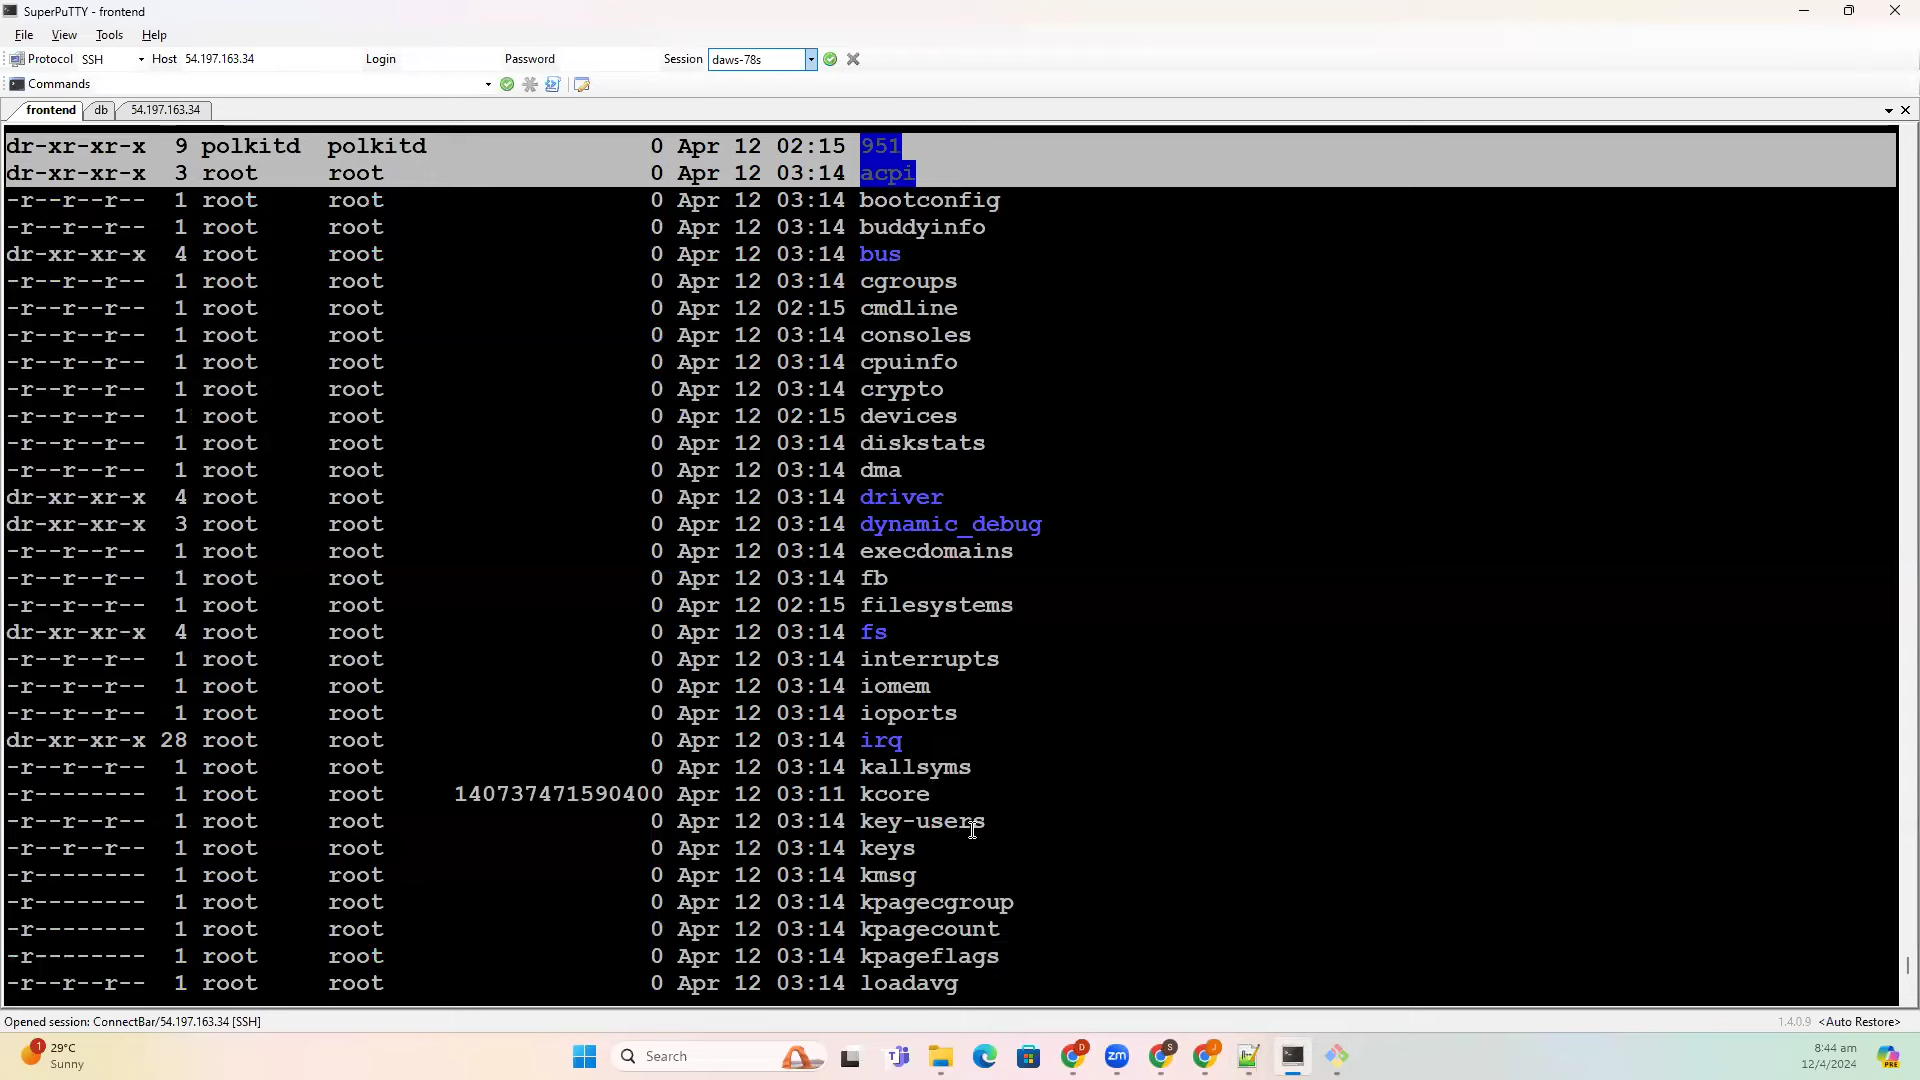 SuperPuTTY - frontend
File View Tools Help
Protocol SSH Host 54.197.163.34 Login Password Session daws-78s
Commands
frontend db 54.197.163.34
dr-xr-xr-x 9 polkitd polkitd 0 Apr 12 02:15 951
dr-xr-xr-x 3 root root 0 Apr 12 03:14 acpi
-r--r--r-- 1 root root 0 Apr 12 03:14 bootconfig
-r--r--r-- 1 root root 0 Apr 12 03:14 buddyinfo
dr-xr-xr-x 4 root root 0 Apr 12 03:14 bus
-r--r--r-- 1 root root 0 Apr 12 03:14 cgroups
-r--r--r-- 1 root root 0 Apr 12 02:15 cmdline
-r--r--r-- 1 root root 0 Apr 12 03:14 consoles
-r--r--r-- 1 root root 0 Apr 12 03:14 cpuinfo
-r--r--r-- 1 root root 0 Apr 12 03:14 crypto
-r--r--r-- 1 root root 0 Apr 12 02:15 devices
-r--r--r-- 1 root root 0 Apr 12 03:14 diskstats
-r--r--r-- 1 root root 0 Apr 12 03:14 dma
dr-xr-xr-x 4 root root 0 Apr 12 03:14 driver
dr-xr-xr-x 3 root root 0 Apr 12 03:14 dynamic_debug
-r--r--r-- 1 root root 0 Apr 12 03:14 execdomains
-r--r--r-- 1 root root 0 Apr 12 03:14 fb
-r--r--r-- 1 root root 0 Apr 12 02:15 filesystems
dr-xr-xr-x 4 root root 0 Apr 12 03:14 fs
-r--r--r-- 1 root root 0 Apr 12 03:14 interrupts
-r--r--r-- 1 root root 0 Apr 12 03:14 iomem
-r--r--r-- 1 root root 0 Apr 12 03:14 ioports
dr-xr-xr-x 28 root root 0 Apr 12 03:14 irq
-r--r--r-- 1 root root 0 Apr 12 03:14 kallsyms
-r-------- 1 root root 140737471590400 Apr 12 03:11 kcore
-r--r--r-- 1 root root 0 Apr 12 03:14 key-users
-r--r--r-- 1 root root 0 Apr 12 03:14 keys
-r-------- 1 root root 0 Apr 12 03:14 kmsg
-r-------- 1 root root 0 Apr 12 03:14 kpagecgroup
-r-------- 1 root root 0 Apr 12 03:14 kpagecount
-r-------- 1 root root 0 Apr 12 03:14 kpageflags
-r--r--r-- 1 root root 0 Apr 12 03:14 loadavg
Opened session: ConnectBar/54.197.163.34 [SSH] 1.4.0.9 <Auto Restore>
1 29°C
Sunny
Search
D zm S J
PRE
8:44 am
12/4/2024